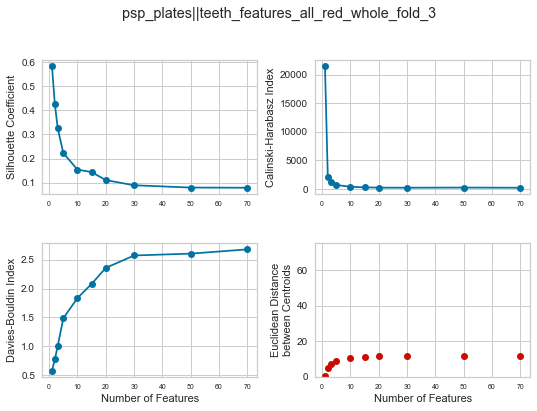 psp_plates||teeth_features_all_red_whole_fold_3
Silhouette Coefficient
0.6
0.5
0.4
0.3
0.2
0.1
0 10 20 30 40 50 60 70
Calinski-Harabasz Index
20000
15000
10000
5000
0
0 10 20 30 40 50 60 70
Davies-Bouldin Index
2.5
2.0
1.5
1.0
0.5
0 10 20 30 40 50 60 70
Number of Features
Euclidean Distance
between Centroids
60
40
20
0
0 10 20 30 40 50 60 70
Number of Features